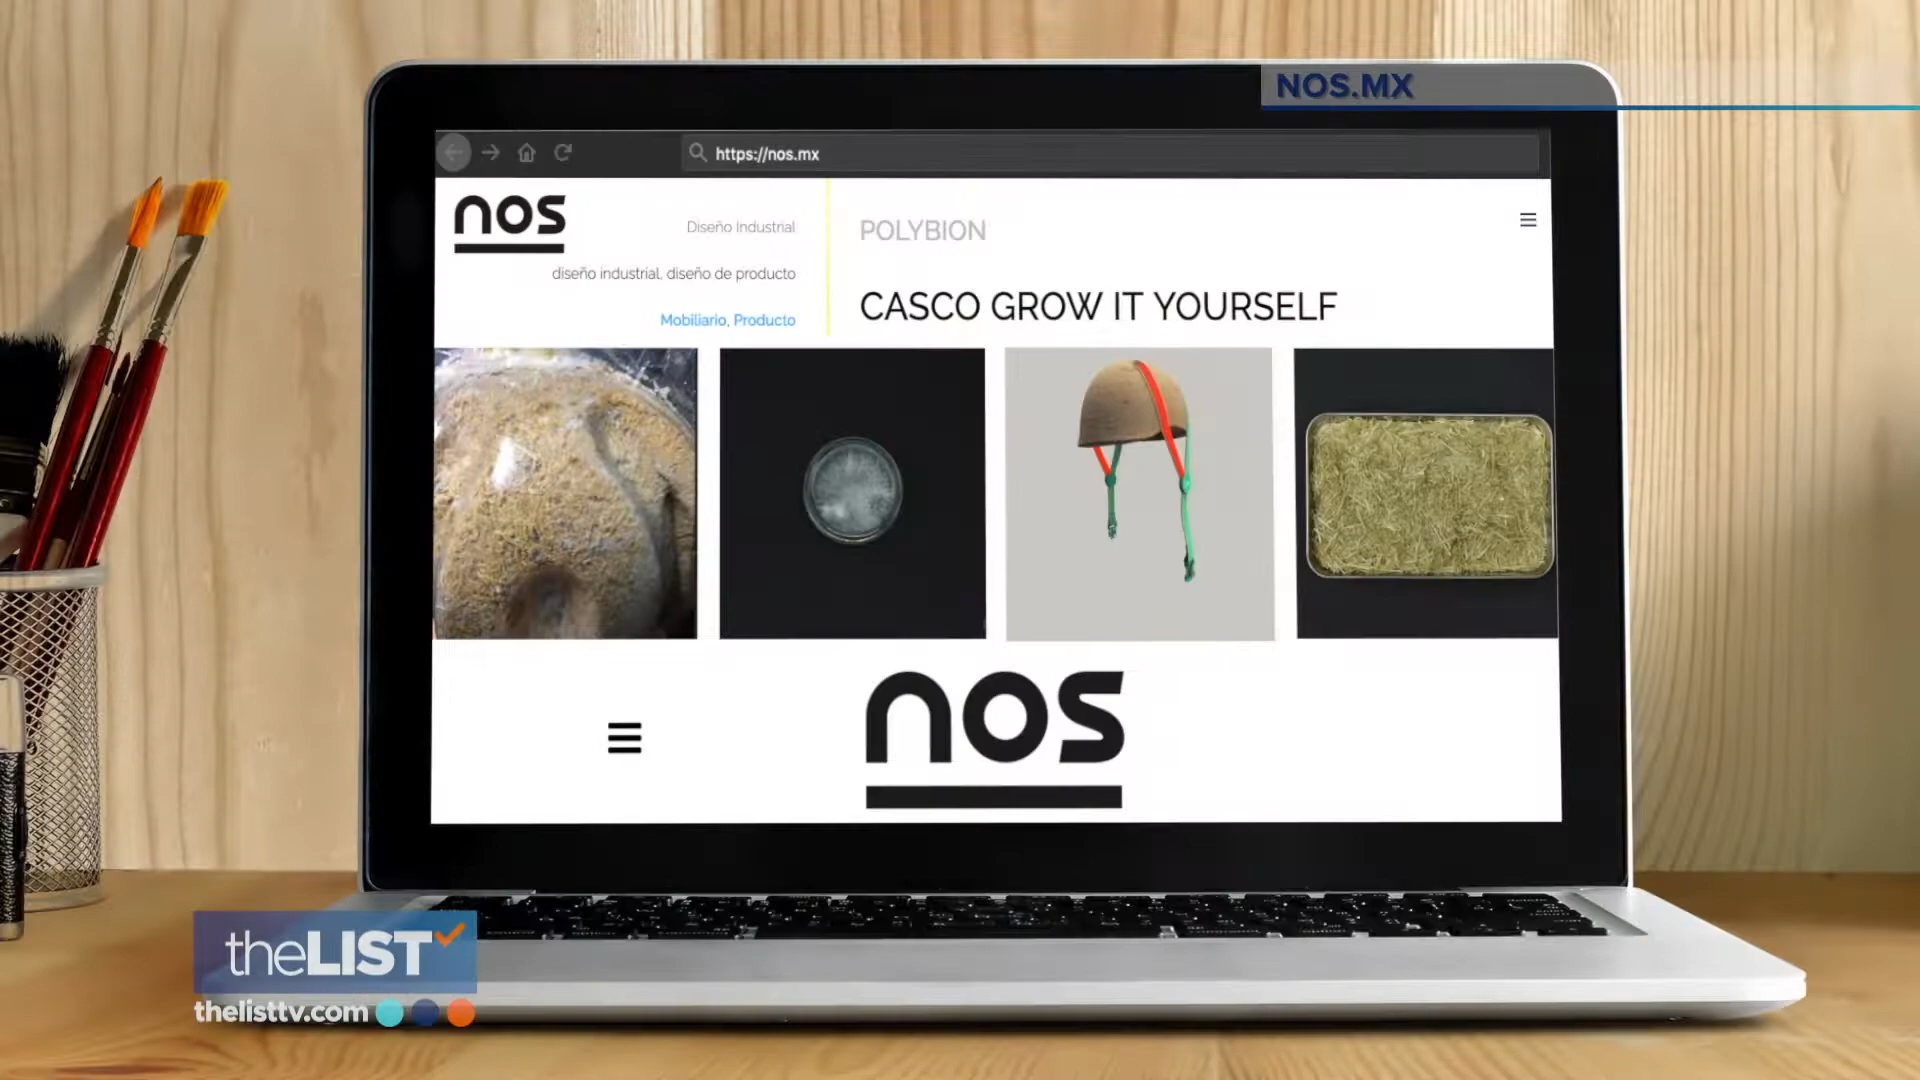 NOS.MX
https://nos.mx
nos
Diseño Industrial
diseño industrial, diseño de producto
Mobiliario, Producto
POLYBION
CASCO GROW IT YOURSELF
nos
theLIST
thelisttv.com